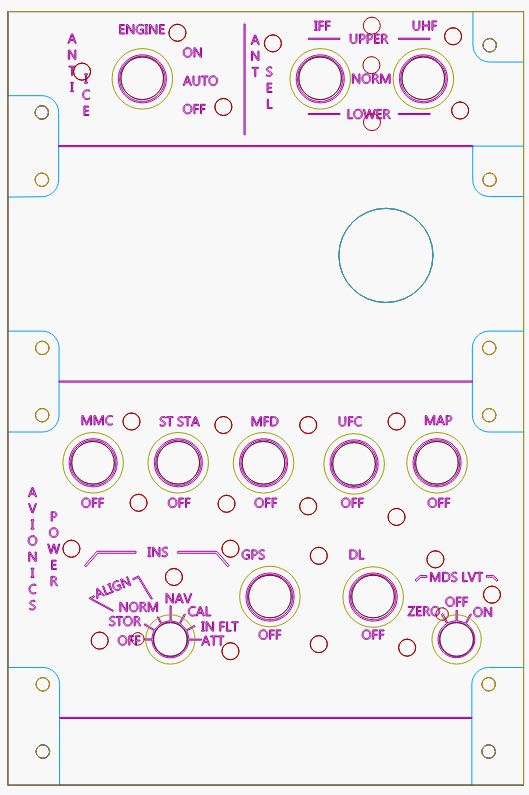 ANTI
ICE
ENGINE
ON
AUTO
OFF
ANT
SEL
IFF
UHF
UPPER
NORM
LOWER
MMC
ST STA
MFD
UFC
MAP
OFF
OFF
OFF
OFF
OFF
AVIONICS
POWER
INS
ALIGN
NORM
NAV
STOR
CAL
IN FLT
OFF
ATT
GPS
OFF
DL
OFF
MDS LVT
OFF
ZERO
ON